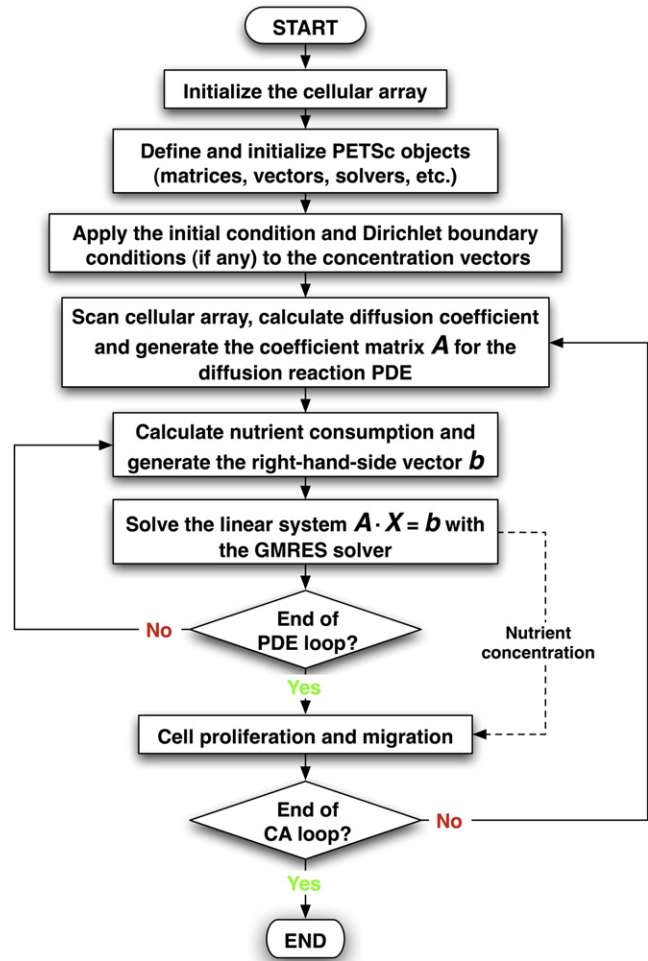 START
Initialize the cellular array
Define and initialize PETSc objects
(matrices, vectors, solvers, etc.)
Apply the initial condition and Dirichlet boundary
conditions (if any) to the concentration vectors
Scan cellular array, calculate diffusion coefficient
and generate the coefficient matrix A for the
diffusion reaction PDE
Calculate nutrient consumption and
generate the right-hand-side vector b
Solve the linear system A · X = b with
the GMRES solver
End of
PDE loop?
No
Yes
Nutrient
concentration
Cell proliferation and migration
End of
CA loop?
No
Yes
END